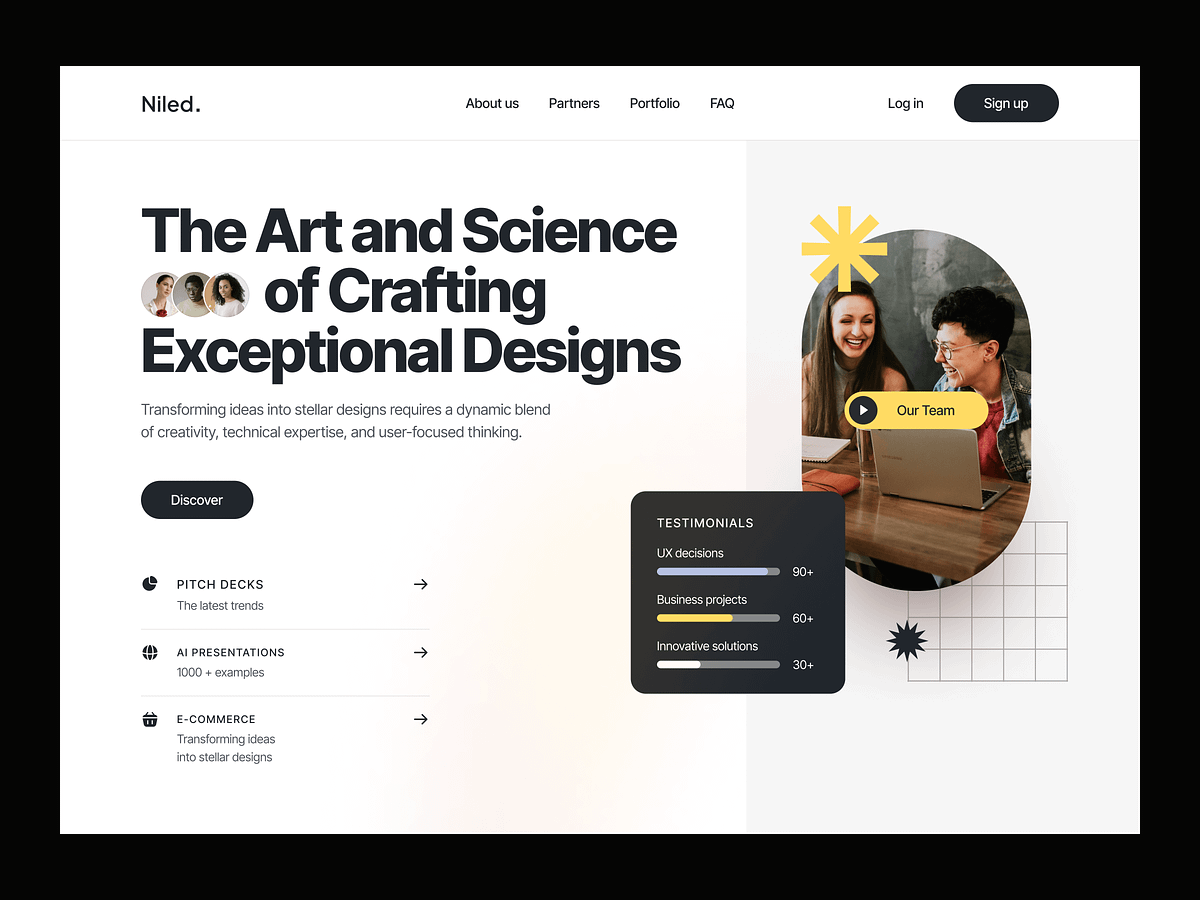 Niled.
About us
Partners
Portfolio
FAQ
Log in
Sign up
The Art and Science
of Crafting
Exceptional Designs
Transforming ideas into stellar designs requires a dynamic blend
of creativity, technical expertise, and user-focused thinking.
Discover
PITCH DECKS
The latest trends
AI PRESENTATIONS
1000 + examples
E-COMMERCE
Transforming ideas
into stellar designs
Our Team
TESTIMONIALS
UX decisions
90+
Business projects
60+
Innovative solutions
30+